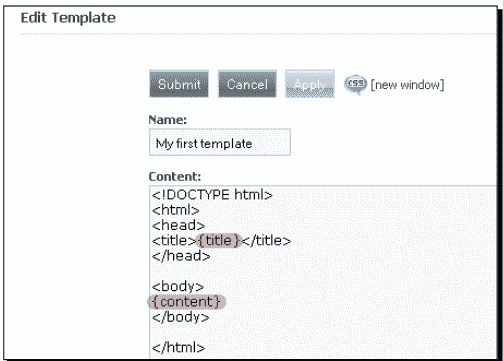 Edit Template
Submit Cancel Apply CSS [new window]
Name:
My first template
Content:
<!DOCTYPE html>
<html>
<head>
<title>{title}</title>
</head>
<body>
{content}
</body>
</html>